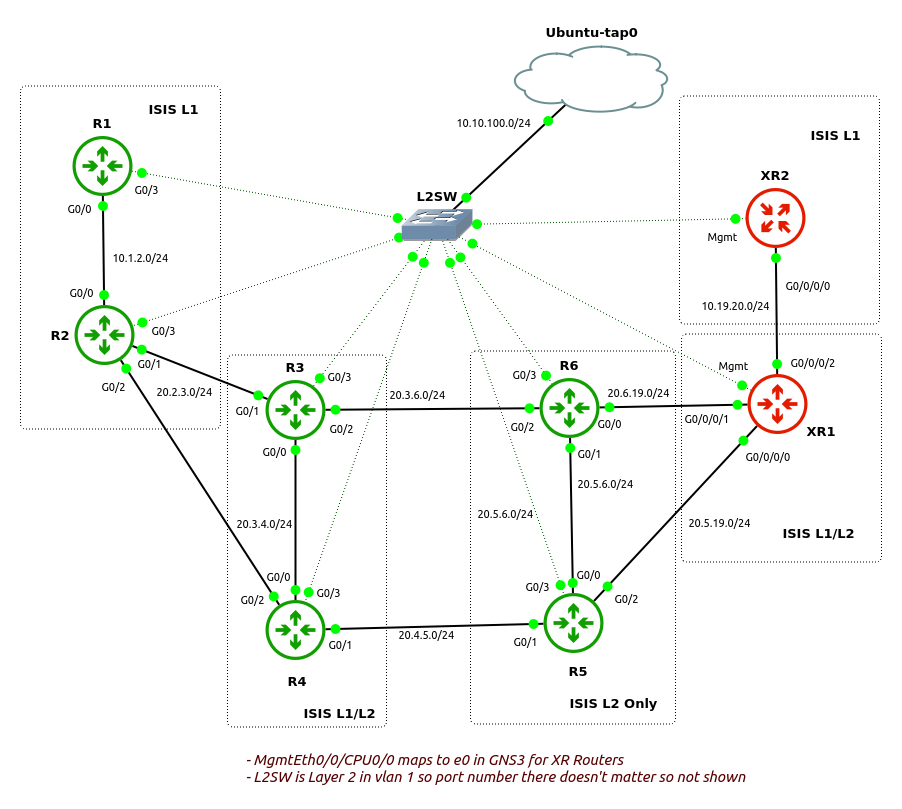 Ubuntu-tap0
10.10.100.0/24
ISIS L1
R1
G0/3
G0/0
10.1.2.0/24
G0/0
R2
G0/3
G0/1
G0/2
20.2.3.0/24
L2SW
ISIS L1
XR2
Mgmt
G0/0/0/0
10.19.20.0/24
Mgmt
G0/0/0/2
G0/0/0/1
XR1
G0/0/0/0
20.5.19.0/24
ISIS L1/L2
R3
G0/3
G0/1
G0/2
G0/0
20.3.6.0/24
20.3.4.0/24
G0/0
G0/2
G0/3
G0/1
R4
ISIS L1/L2
20.4.5.0/24
R6
G0/3
G0/2
G0/0
20.6.19.0/24
G0/1
20.5.6.0/24
20.5.6.0/24
G0/3
G0/0
G0/2
G0/1
R5
ISIS L2 Only
- MgmtEth0/0/CPU0/0 maps to e0 in GNS3 for XR Routers
- L2SW is Layer 2 in vlan 1 so port number there doesn't matter so not shown